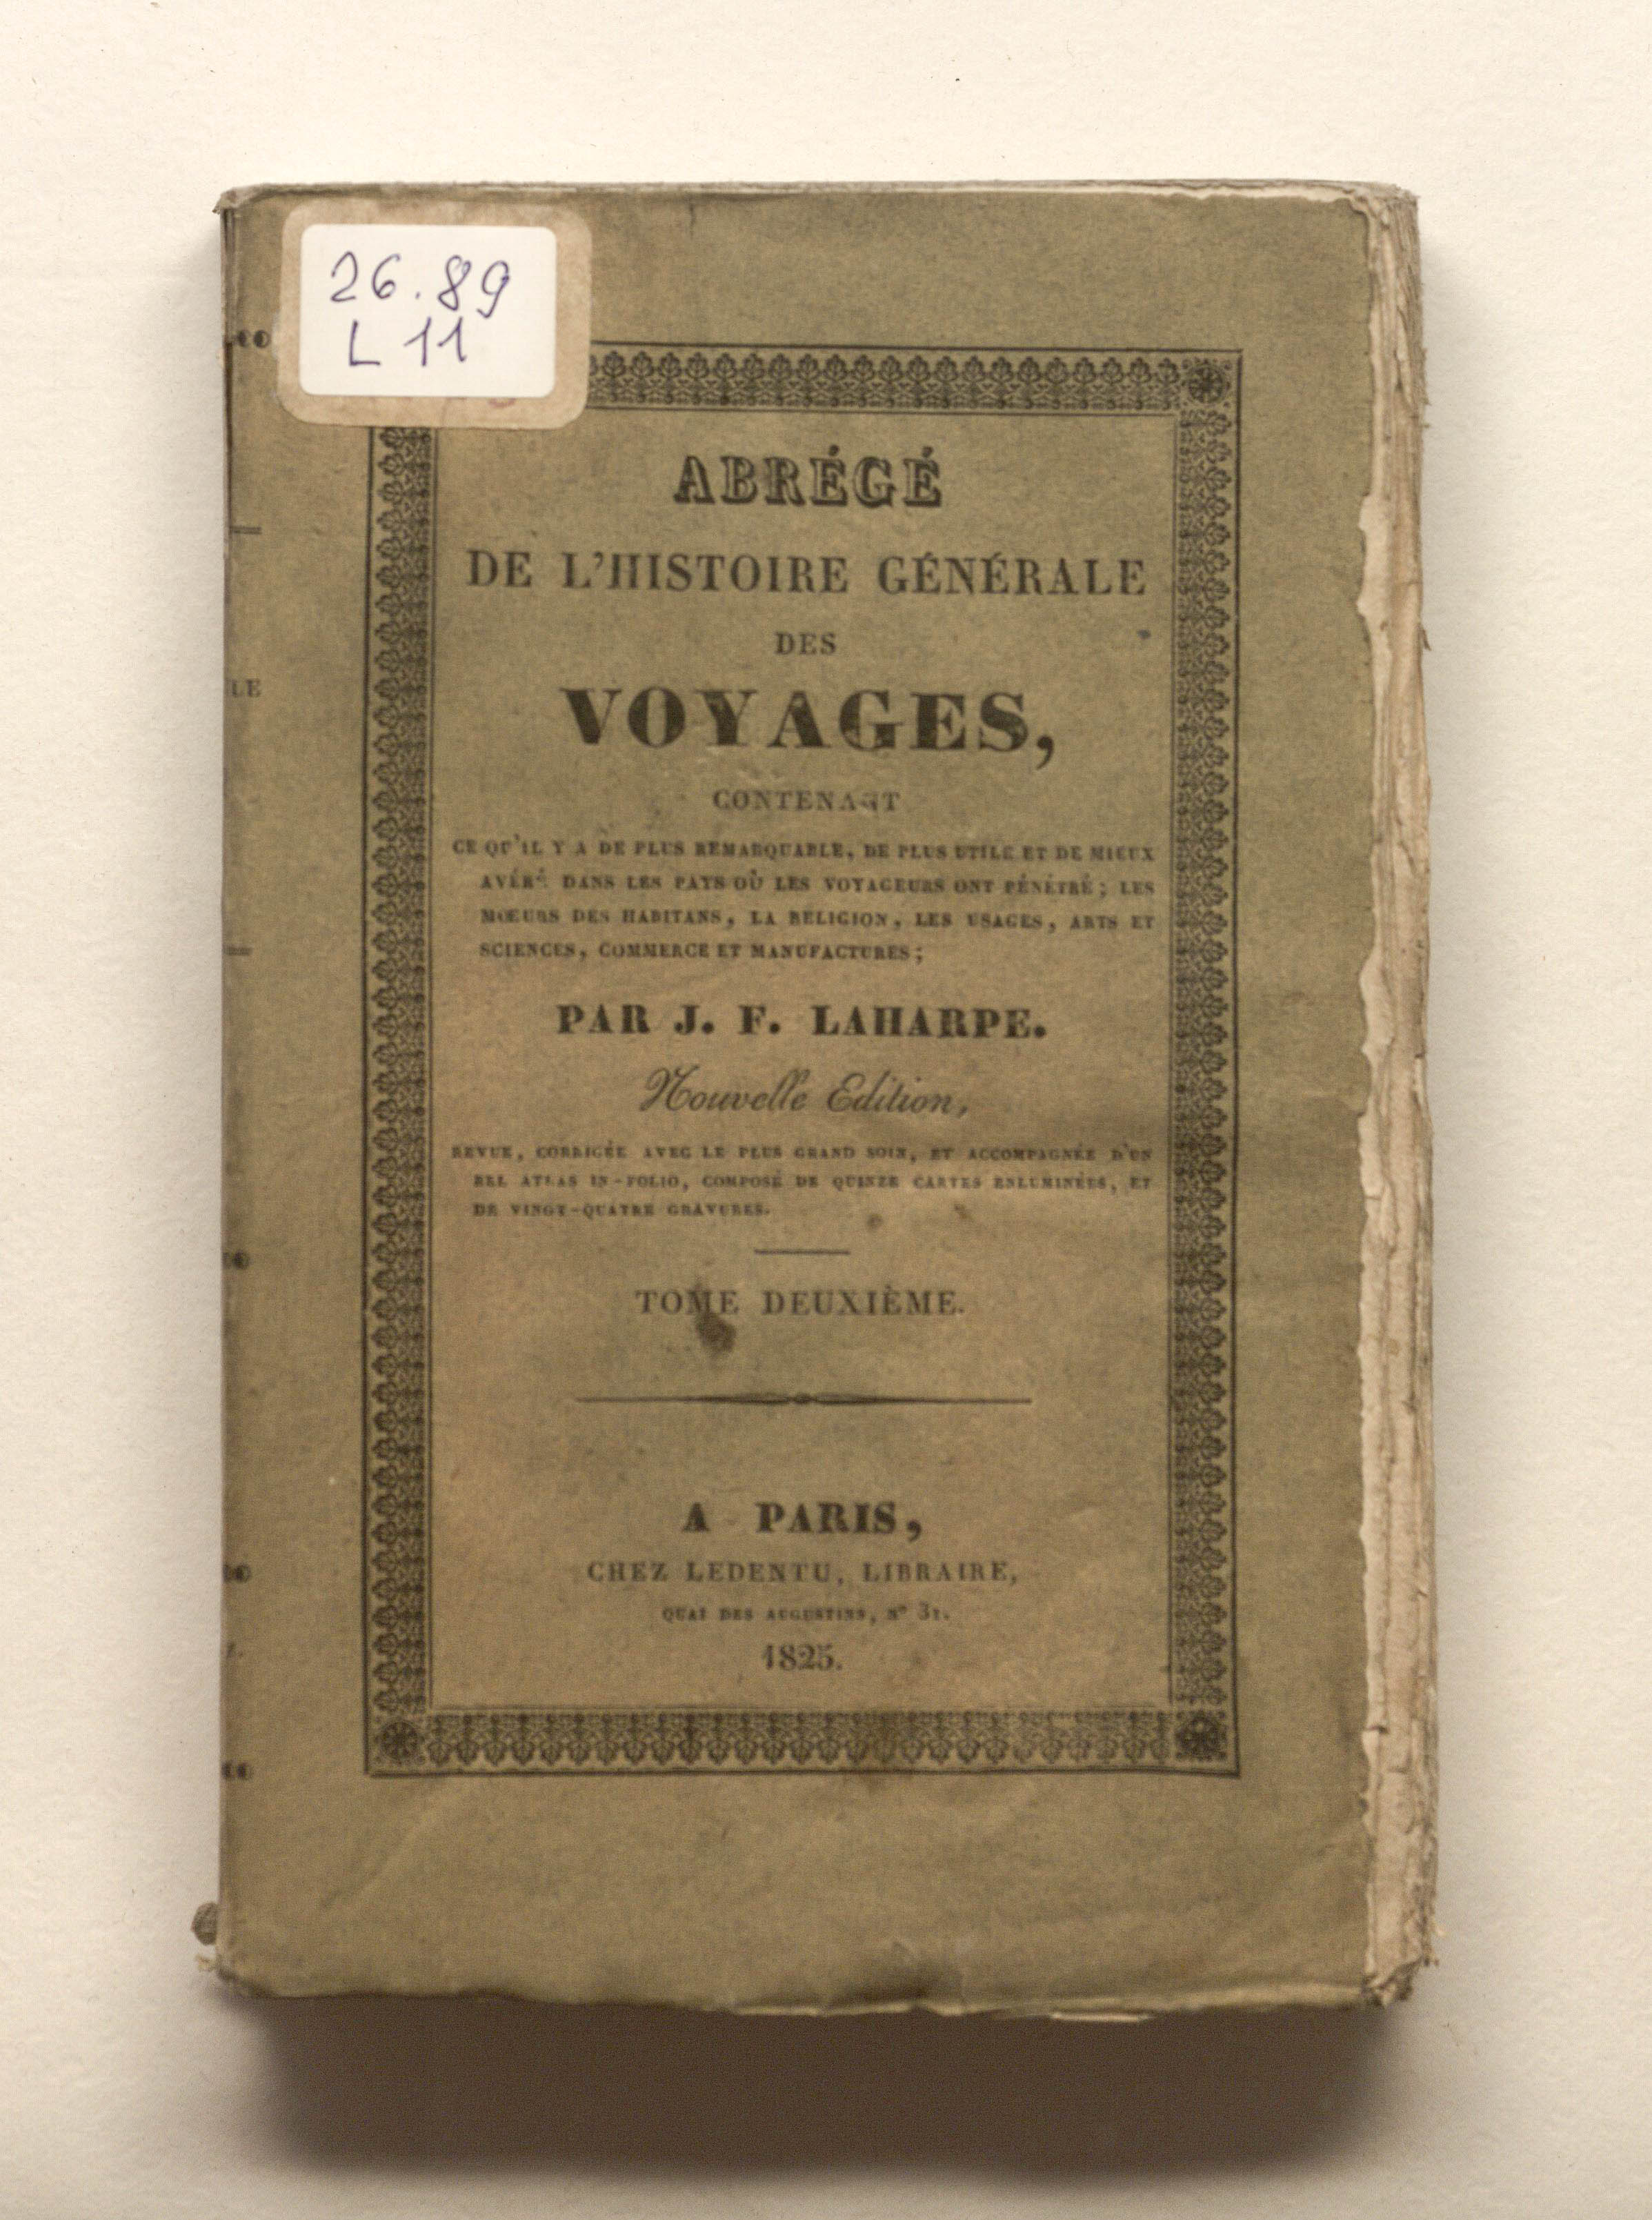 26.89
L 11
ABRÉGÉ
DE L'HISTOIRE GÉNÉRALE
DES
VOYAGES,
CONTENANT
CE QU'IL Y A DE PLUS REMARQUABLE, DE PLUS UTILE ET DE MIEUX
AVÉRÉ DANS LES PAYS OÙ LES VOYAGEURS ONT PÉNÉTRÉ; LES
MŒURS DES HABITANS, LA RELIGION, LES USAGES, ARTS ET
SCIENCES, COMMERCE ET MANUFACTURES;
PAR J. F. LAHARPE.
Nouvelle Edition,
REVUE, CORRIGÉE AVEC LE PLUS GRAND SOIN, ET ACCOMPAGNÉE D'UN
BEL ATLAS IN-FOLIO, COMPOSÉ DE QUINZE CARTES ENLUMINÉES, ET
DE VINGT-QUATRE GRAVURES.
TOME DEUXIÈME.
A PARIS,
CHEZ LEDENTU, LIBRAIRE,
QUAI DES AUGUSTINS, N° 31.
1825.
LE